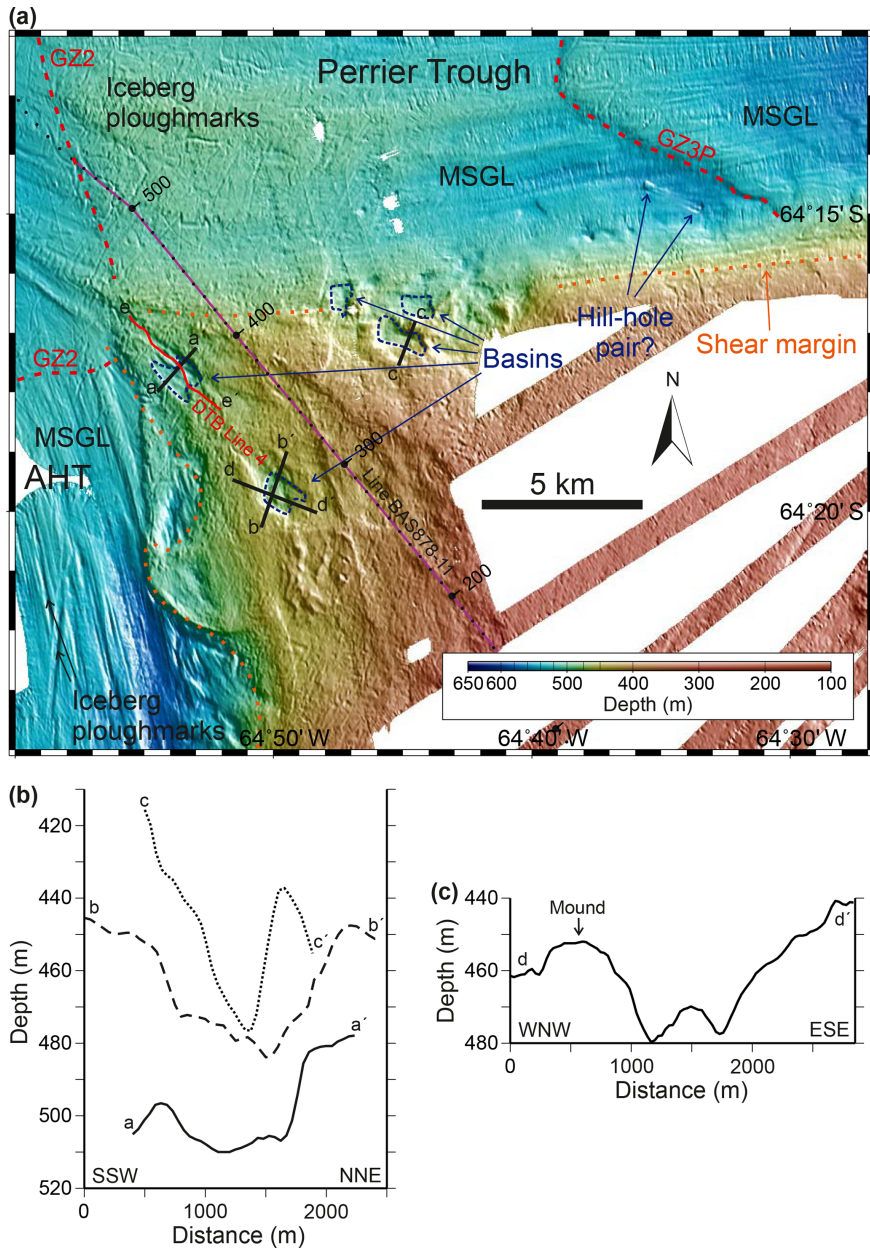 (a)
GZ2
Iceberg
ploughmarks
Perrier Trough
MSGL
GZ3P
MSGL
500
64°15' S
e
400
c
a
Basins
Hill-hole
pair?
Shear margin
GZ2
a
c
e
DTB Line 4
N
MSGL
AHT
b´
300
d
d´
b
Line BAS878-11
5 km
64°20' S
200
Iceberg
ploughmarks
650 600 500 400 300 200 100
Depth (m)
64°50' W
64°40' W
64°30' W
(b)
c
420
b
440
b´
c´
460
Depth (m)
480
a´
500
a
SSW
NNE
520
0 1000 2000
Distance (m)
(c)
440
Mound
d´
d
460
Depth (m)
WNW
ESE
480
0 1000 2000
Distance (m)